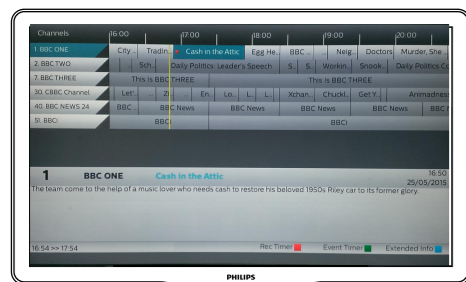 Channels 16:00 17:00 18:00 19:00 20:00
1. BBC ONE City .. Tradin.. Cash in the Attic Egg He.. BBC ... .. Neig.. Doctors Murder, She
2. BBC TWO Sch.. Daily Politics: Leader's Speech S.. S.. Workin.. Snook.. Daily Politics Co
7. BBC THREE This is BBC THREE This is BBC THREE
30. CBBC Channel Let'.. .. Zi.. .. En.. Lo.. L.. L.. Xchan.. Chuckl.. Get Y.. Animadness
40. BBC NEWS 24 BBC .. BBC News BBC News BBC News BBC News BBC N
51. BBCi BBCi BBCi
1 BBC ONE Cash in the Attic 16:50
25/05/2015
The team come to the help of a music lover who needs cash to restore his beloved 1950s Riley car to its former glory.
16:54 >> 17:54 Rec Timer Event Timer Extended Info
PHILIPS